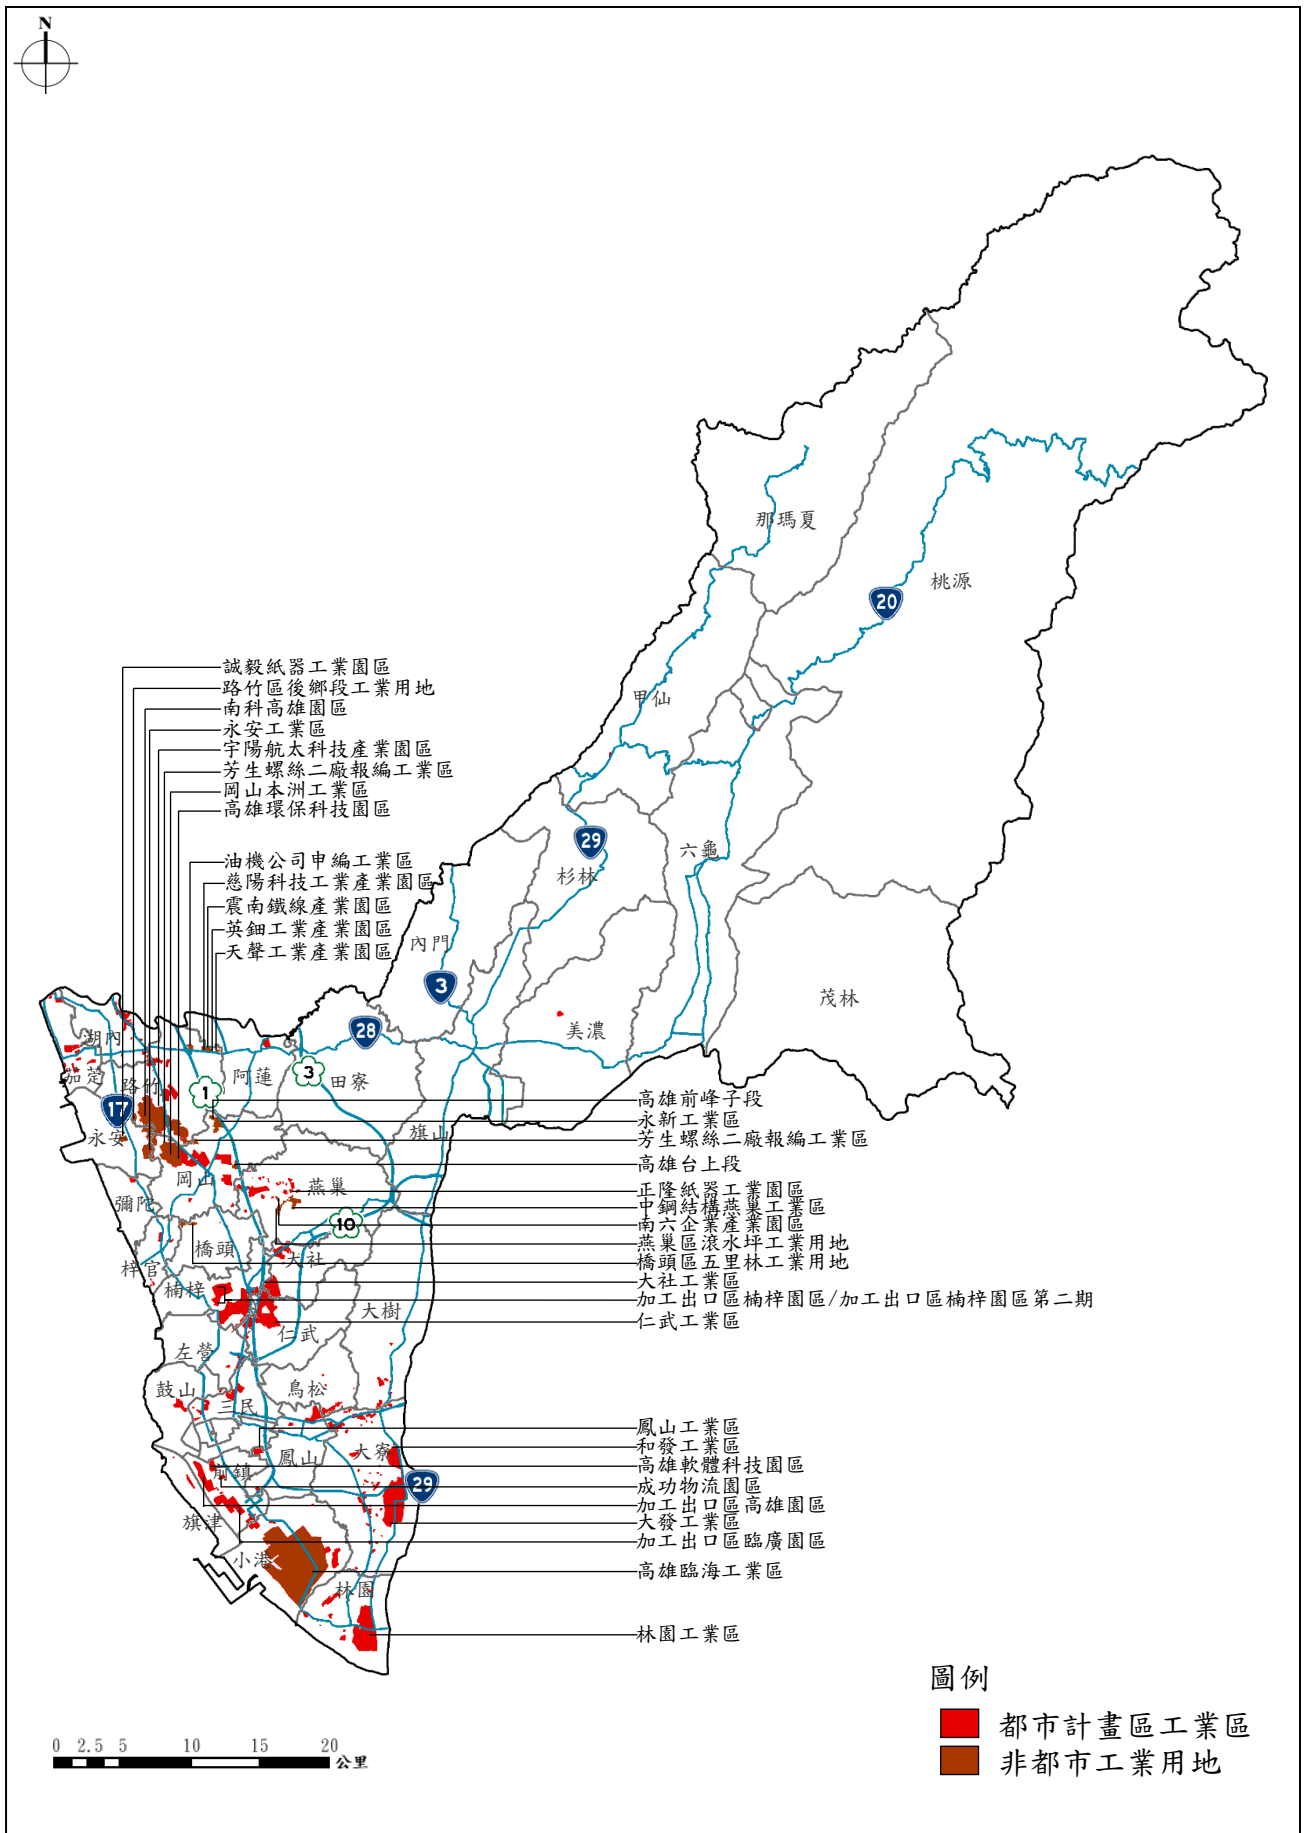 N
那瑪夏
桃源
20
甲仙
誠毅紙器工業園區
路竹區後鄉段工業用地
南科高雄園區
永安工業區
宇陽航太科技產業園區
芳生螺絲二廠報編工業區
岡山本洲工業區
高雄環保科技園區
油機公司申編工業區
慈陽科技工業產業園區
震南鐵線產業園區
英鈿工業產業園區
天聲工業產業園區
29
六龜
杉林
內門
3
茂林
美濃
28
湖內
茄萣
路竹
1
阿蓮
3
田寮
17
永安
旗山
岡山
燕巢
彌陀
10
橋頭
大社
梓官
楠梓
大樹
仁武
左營
鼓山
三民
鳥松
高雄前峰子段
永新工業區
芳生螺絲二廠報編工業區
高雄台上段
正隆紙器工業園區
中鋼結構燕巢工業區
南六企業產業園區
燕巢區滾水坪工業用地
橋頭區五里林工業用地
大社工業區
加工出口區楠梓園區/加工出口區楠梓園區第二期
仁武工業區
鳳山
大寮
前鎮
29
旗津
小港
林園
鳳山工業區
和發工業區
高雄軟體科技園區
成功物流園區
加工出口區高雄園區
大發工業區
加工出口區臨廣園區
高雄臨海工業區
林園工業區
圖例
都市計畫區工業區
非都市工業用地
0 2.5 5 10 15 20
公里